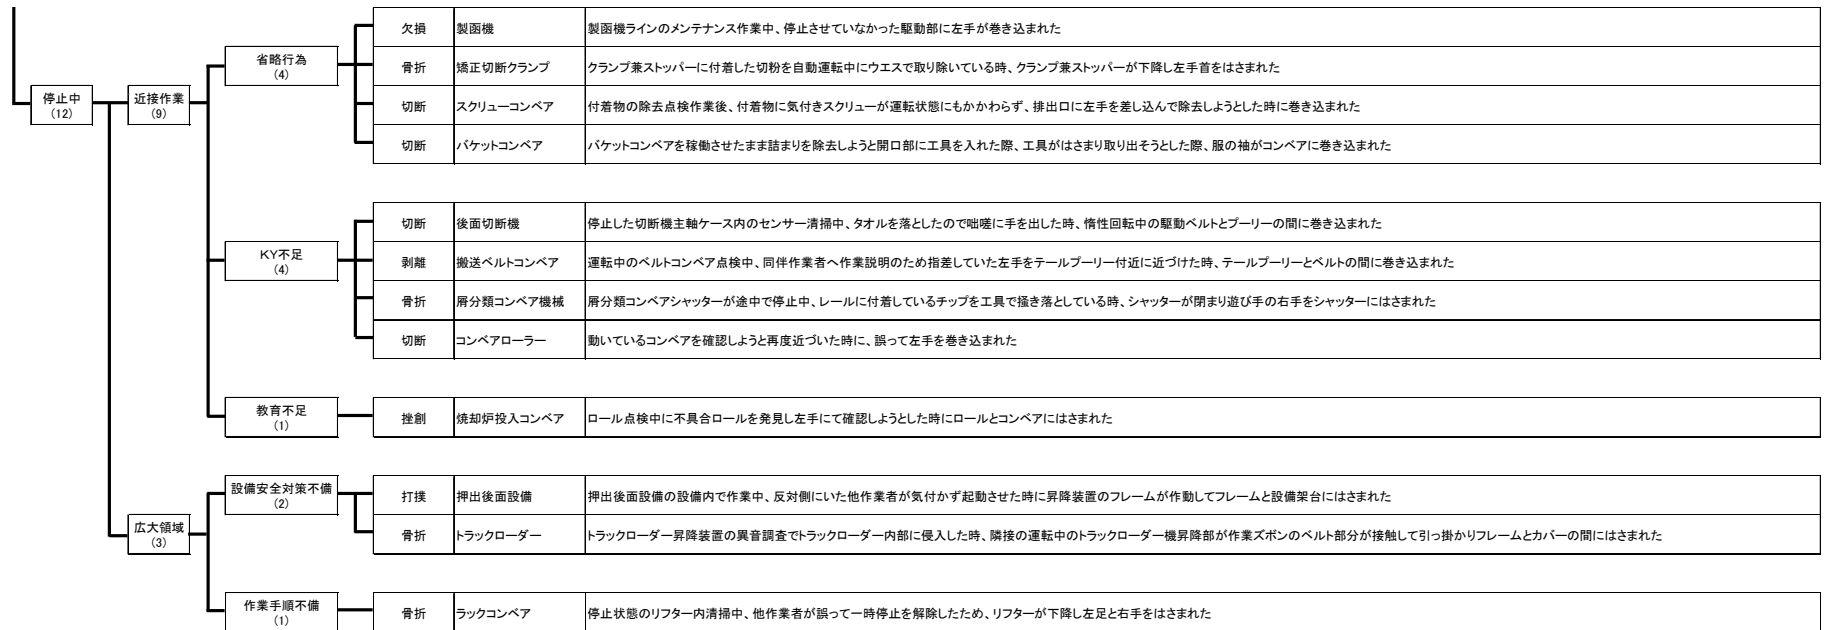 停止中
(12)
近接作業
(9)
省略行為
(4)
欠損 製函機 製函機ラインのメンテナンス作業中、停止させていなかった駆動部に左手が巻き込まれた
骨折 矯正切断クランプ クランプ兼ストッパーに付着した切粉を自動運転中にウエスで取り除いている時、クランプ兼ストッパーが下降し左手首をはさまれた
切断 スクリューコンベア 付着物の除去点検作業後、付着物に気付きスクリューが運転状態にもかかわらず、排出口に左手を差し込んで除去しようとした時に巻き込まれた
切断 バケットコンベア バケットコンベアを稼働させたまま詰まりを除去しようと開口部に工具を入れた際、工具がはさまり取り出そうとした際、服の袖がコンベアに巻き込まれた
KY不足
(4)
切断 後面切断機 停止した切断機主軸ケース内のセンサー清掃中、タオルを落としたので咄嗟に手を出した時、惰性回転中の駆動ベルトとプーリーの間に巻き込まれた
剥離 搬送ベルトコンベア 運転中のベルトコンベア点検中、同伴作業者へ作業説明のため指差していた左手をテールプーリー付近に近づけた時、テールプーリーとベルトの間に巻き込まれた
骨折 屑分類コンベア機械 屑分類コンベアシャッターが途中で停止中、レールに付着しているチップを工具で掻き落としている時、シャッターが閉まり遊び手の右手をシャッターにはさまれた
切断 コンベアローラー 動いているコンベアを確認しようと再度近づいた時に、誤って左手を巻き込まれた
教育不足
(1)
挫創 焼却炉投入コンベア ロール点検中に不具合ロールを発見し左手にて確認しようとした時にロールとコンベアにはさまれた
広大領域
(3)
設備安全対策不備
(2)
打撲 押出後面設備 押出後面設備の設備内で作業中、反対側にいた他作業者が気付かず起動させた時に昇降装置のフレームが作動してフレームと設備架台にはさまれた
骨折 トラックローダー トラックローダー昇降装置の異音調査でトラックローダー内部に侵入した時、隣接の運転中のトラックローダー機昇降部が作業ズボンのベルト部分が接触して引っ掛かりフレームとカバーの間にはさまれた
作業手順不備
(1)
骨折 ラックコンベア 停止状態のリフター内清掃中、他作業者が誤って一時停止を解除したため、リフターが下降し左足と右手をはさまれた